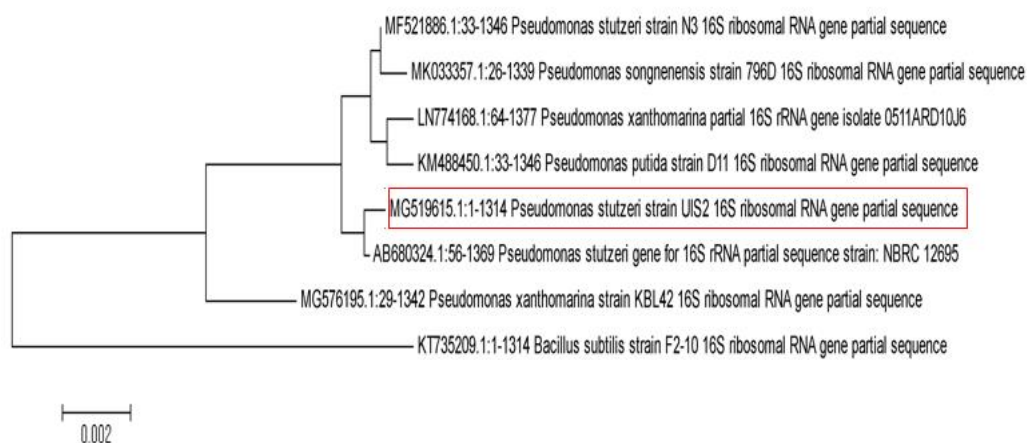 MF521886.1:33-1346 Pseudomonas stutzeri strain N3 16S ribosomal RNA gene partial sequence
MK033357.1:26-1339 Pseudomonas songnenensis strain 796D 16S ribosomal RNA gene partial sequence
LN774168.1:64-1377 Pseudomonas xanthomarina partial 16S rRNA gene isolate 0511ARD10J6
KM488450.1:33-1346 Pseudomonas putida strain D11 16S ribosomal RNA gene partial sequence
MG519615.1:1-1314 Pseudomonas stutzeri strain UIS2 16S ribosomal RNA gene partial sequence
AB680324.1:56-1369 Pseudomonas stutzeri gene for 16S rRNA partial sequence strain: NBRC 12695
MG576195.1:29-1342 Pseudomonas xanthomarina strain KBL42 16S ribosomal RNA gene partial sequence
KT735209.1:1-1314 Bacillus subtilis strain F2-10 16S ribosomal RNA gene partial sequence
0.002